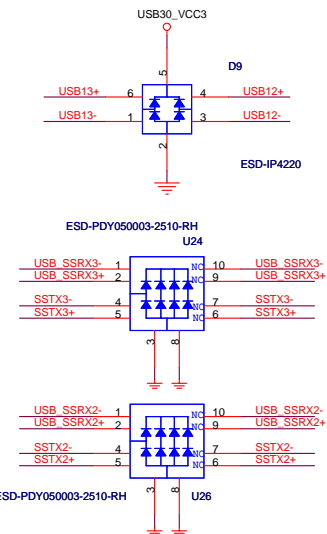 USB30_VCC3
5
D9
USB13+ 6 4 USB12+
USB13- 1 3 USB12-
2
ESD-IP4220
ESD-PDY050003-2510-RH
U24
USB_SSRX3- 1 NC 10 USB_SSRX3-
USB_SSRX3+ 2 NC 9 USB_SSRX3+
SSTX3- 4 NC 7 SSTX3-
SSTX3+ 5 NC 6 SSTX3+
3 8
USB_SSRX2- 1 NC 10 USB_SSRX2-
USB_SSRX2+ 2 NC 9 USB_SSRX2+
SSTX2- 4 NC 7 SSTX2-
SSTX2+ 5 NC 6 SSTX2+
ESD-PDY050003-2510-RH 3 8 U26